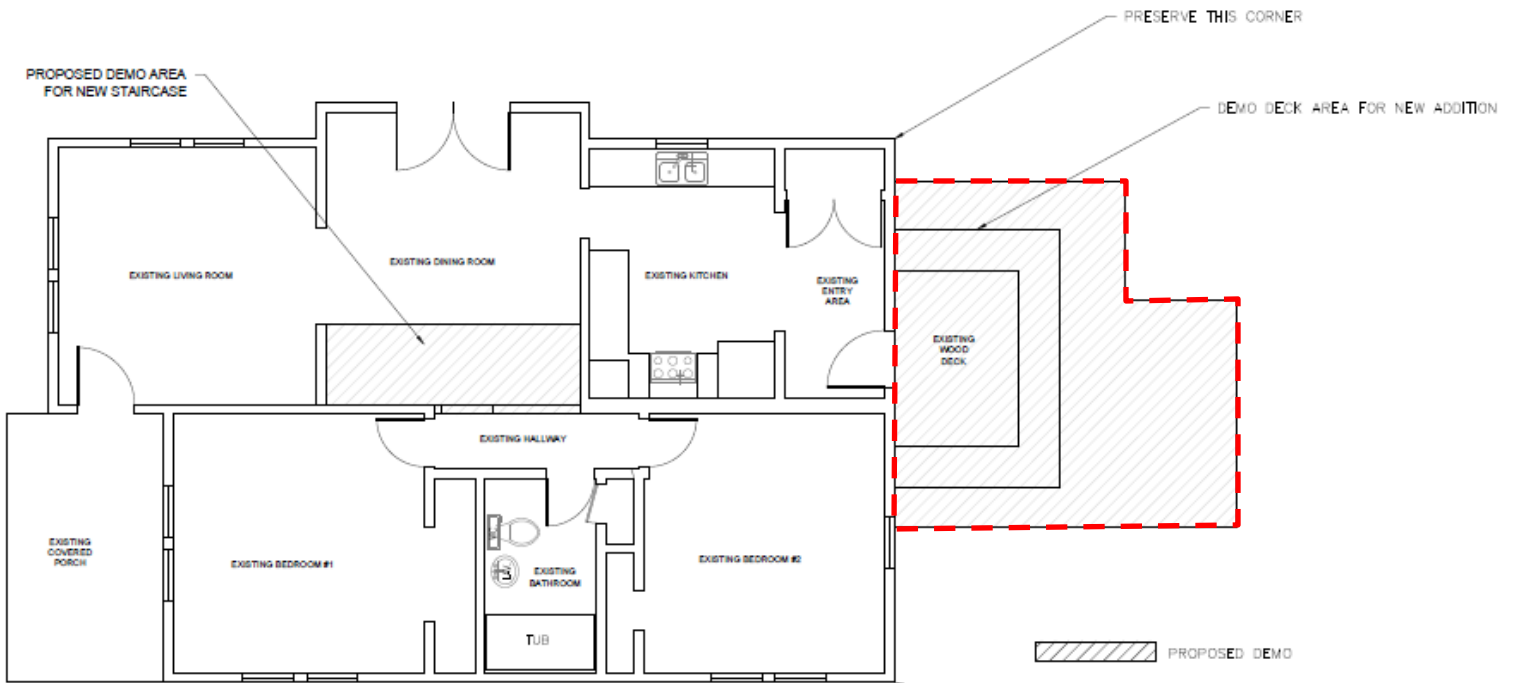 PRESERVE THIS CORNER
PROPOSED DEMO AREA
FOR NEW STAIRCASE
DEMO DECK AREA FOR NEW ADDITION
EXISTING LIVING ROOM
EXISTING DINING ROOM
EXISTING KITCHEN
EXISTING
ENTRY
AREA
EXISTING
WOOD
DECK
EXISTING HALLWAY
EXISTING
COVERED
PORCH
EXISTING BEDROOM #1
EXISTING
BATHROOM
EXISTING BEDROOM #2
TUB
PROPOSED DEMO